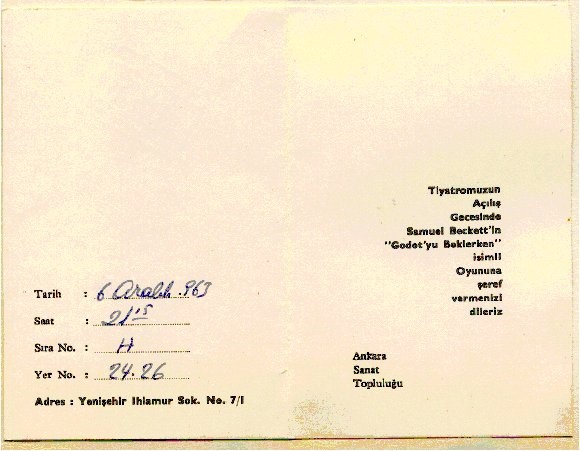 Tarih : 6 Aralık .963
Saat : 21¹⁵
Sıra No. : H
Yer No. : 24.26
Adres : Yenişehir Ihlamur Sok. No. 7/I
Tiyatromuzun
Açılış
Gecesinde
Samuel Beckett'in
"Godot'yu Beklerken"
isimli
Oyununa
şeref
vermenizi
dileriz
Ankara
Sanat
Topluluğu